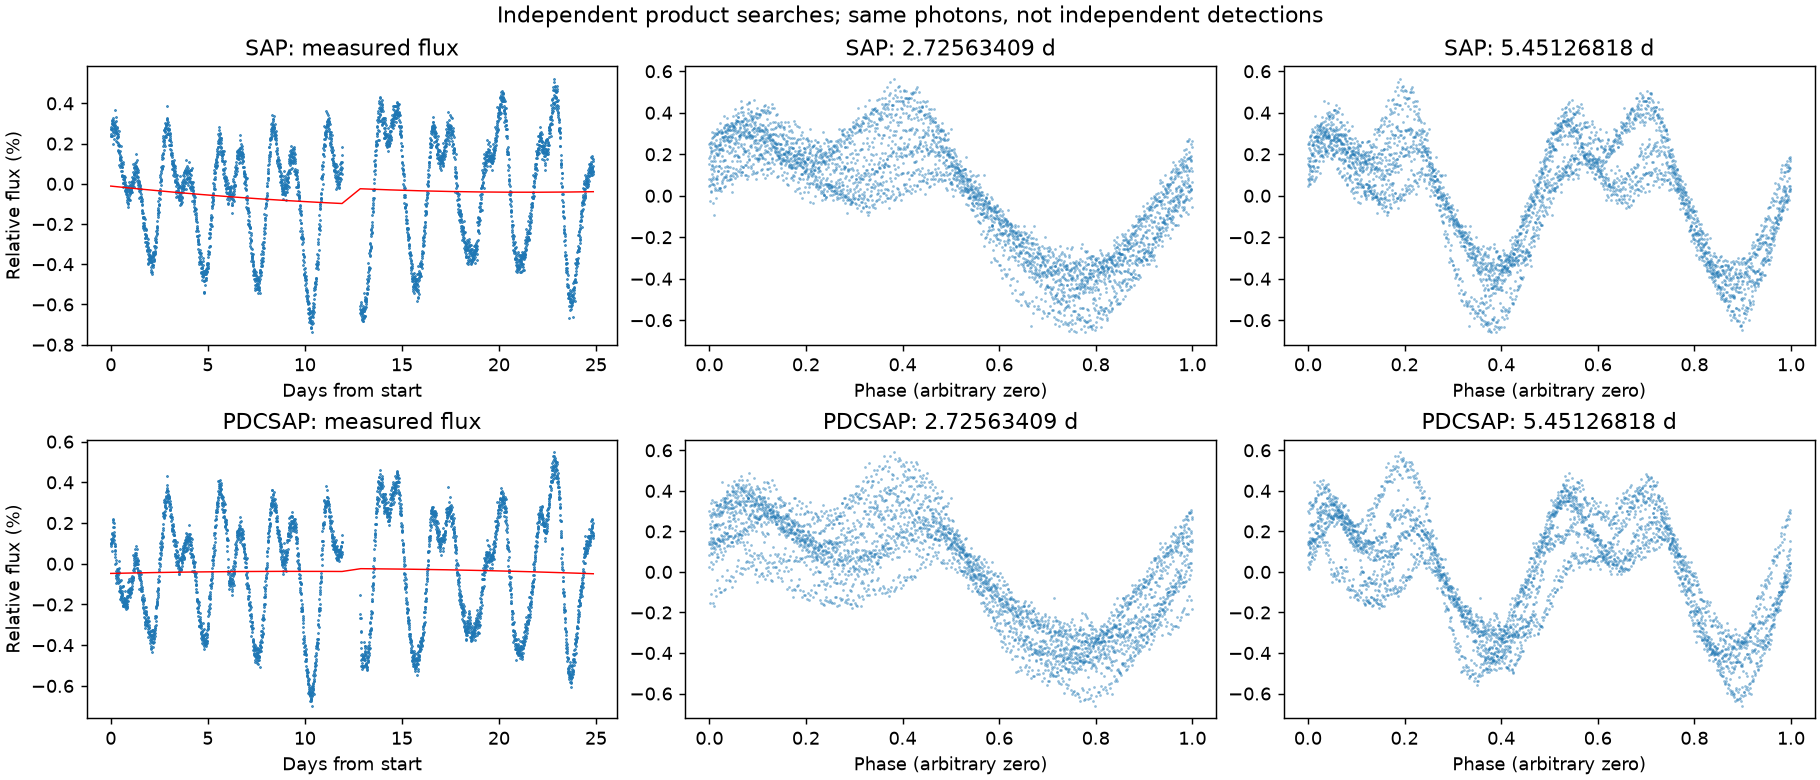 Independent product searches; same photons, not independent detections
SAP: measured flux
SAP: 2.72563409 d
SAP: 5.45126818 d
Relative flux (%)
0.4
0.2
0.0
−0.2
−0.4
−0.6
−0.8
0 5 10 15 20 25
Days from start
0.6
0.4
0.2
0.0
−0.2
−0.4
−0.6
0.0 0.2 0.4 0.6 0.8 1.0
Phase (arbitrary zero)
0.6
0.4
0.2
0.0
−0.2
−0.4
−0.6
0.0 0.2 0.4 0.6 0.8 1.0
Phase (arbitrary zero)
PDCSAP: measured flux
PDCSAP: 2.72563409 d
PDCSAP: 5.45126818 d
Relative flux (%)
0.6
0.4
0.2
0.0
−0.2
−0.4
−0.6
0 5 10 15 20 25
Days from start
0.6
0.4
0.2
0.0
−0.2
−0.4
−0.6
0.0 0.2 0.4 0.6 0.8 1.0
Phase (arbitrary zero)
0.6
0.4
0.2
0.0
−0.2
−0.4
−0.6
0.0 0.2 0.4 0.6 0.8 1.0
Phase (arbitrary zero)